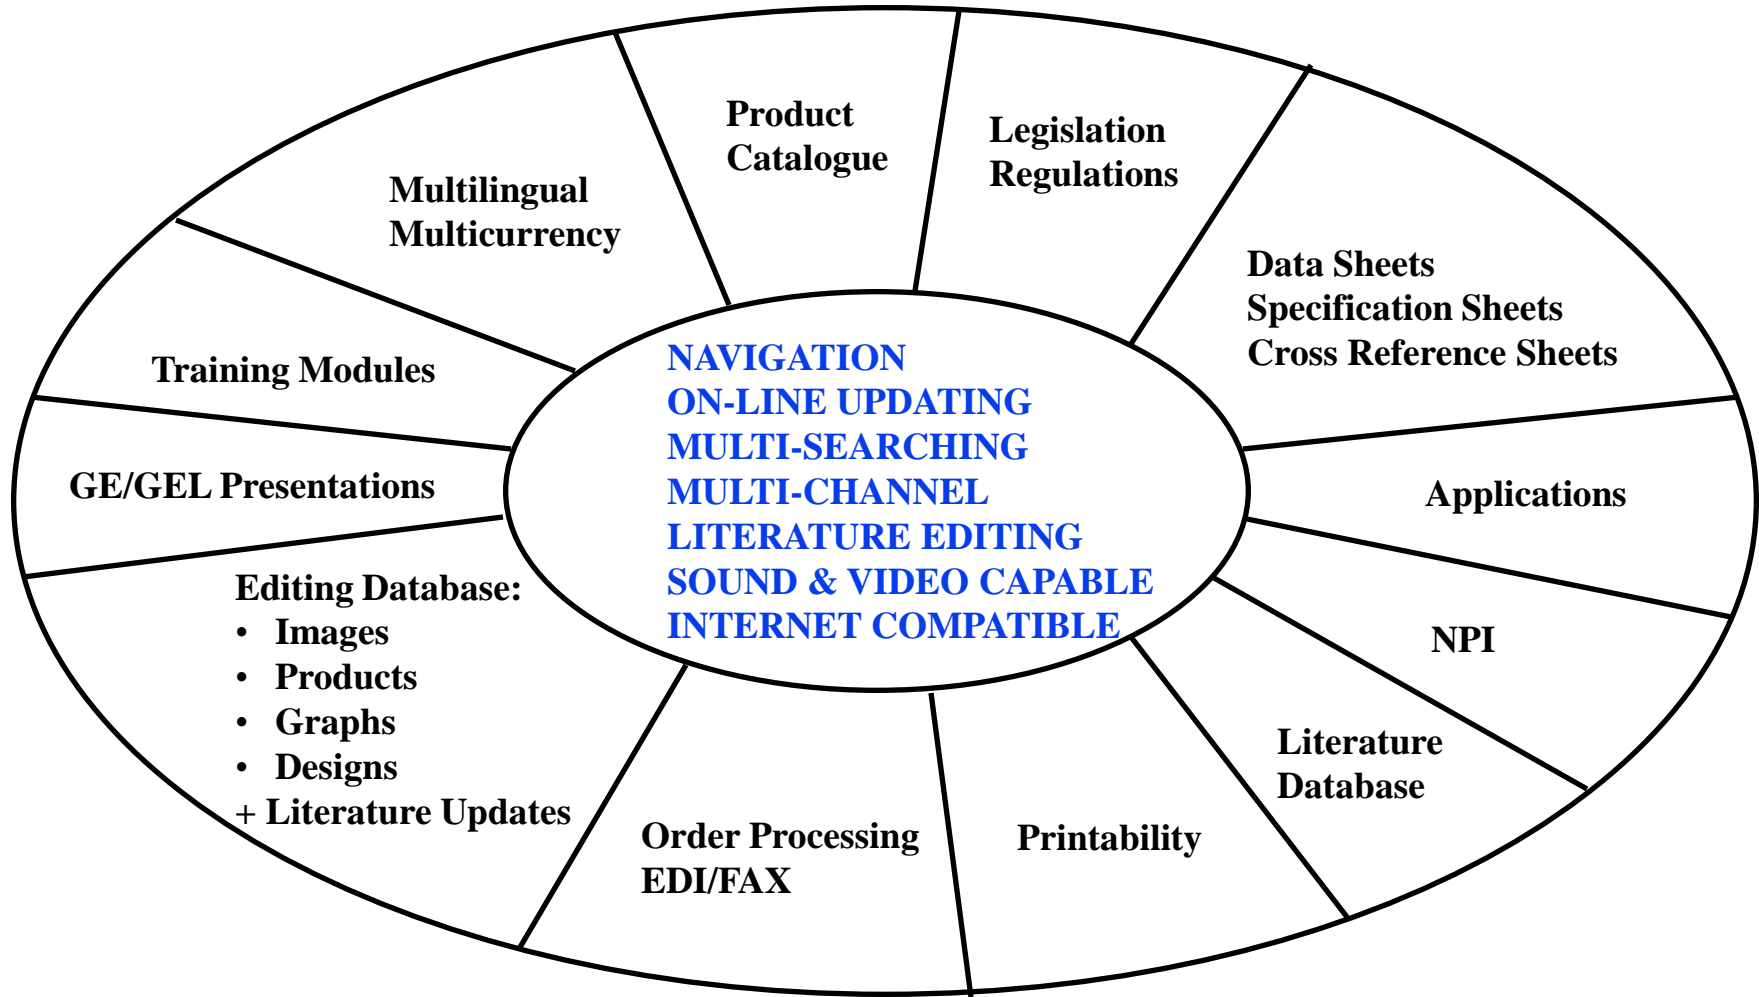 Product
Catalogue
Legislation
Regulations
Multilingual
Multicurrency
Data Sheets
Specification Sheets
Cross Reference Sheets
Training Modules
NAVIGATION
ON-LINE UPDATING
MULTI-SEARCHING
MULTI-CHANNEL
LITERATURE EDITING
SOUND & VIDEO CAPABLE
INTERNET COMPATIBLE
GE/GEL Presentations
Applications
Editing Database:
• Images
• Products
• Graphs
• Designs
+ Literature Updates
NPI
Literature
Database
Order Processing
EDI/FAX
Printability